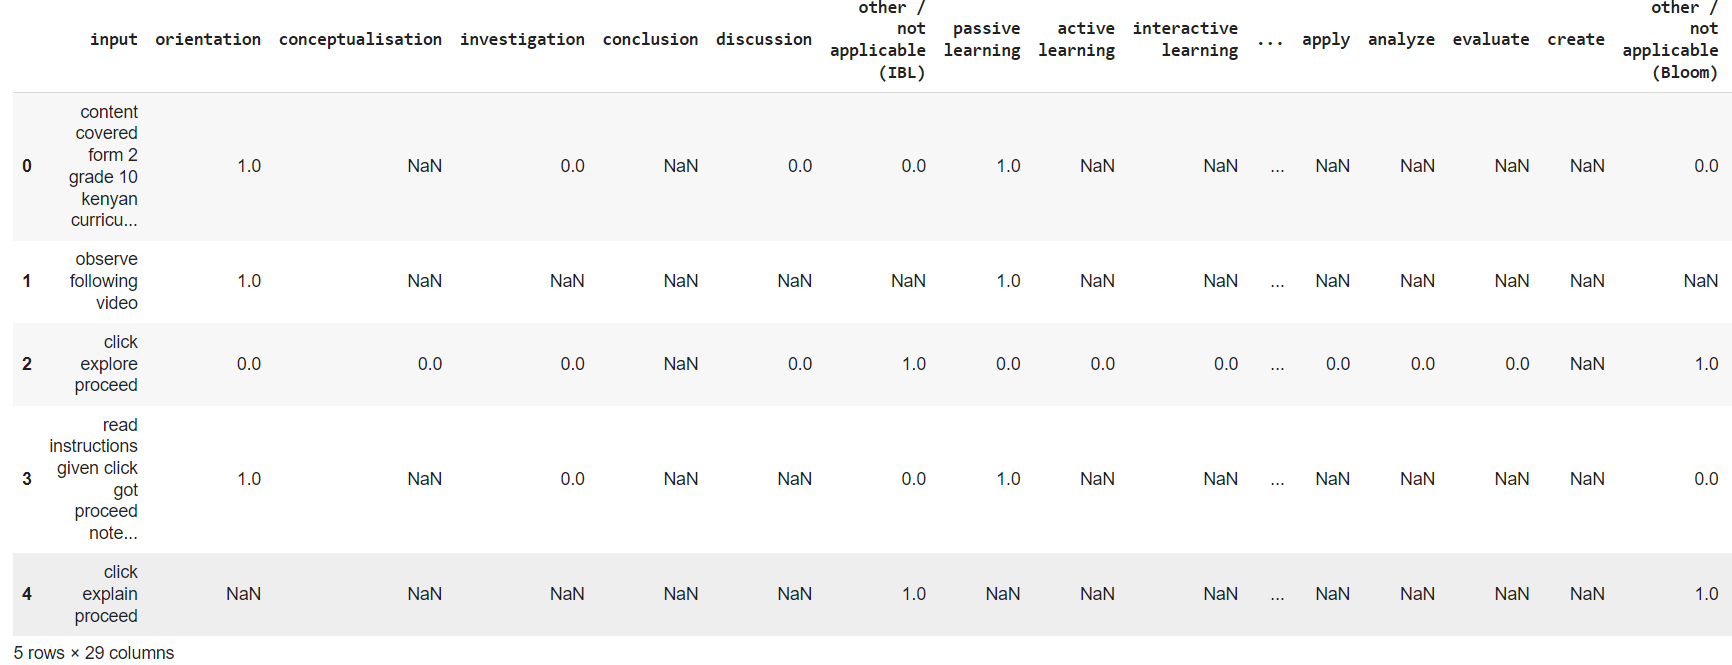 input orientation conceptualisation investigation conclusion discussion other / not applicable (IBL) passive learning active learning interactive learning ... apply analyze evaluate create other / not applicable (Bloom)
0 content covered form 2 grade 10 kenyan curricu... 1.0 NaN 0.0 NaN 0.0 0.0 1.0 NaN NaN ... NaN NaN NaN NaN 0.0
1 observe following video 1.0 NaN NaN NaN NaN NaN 1.0 NaN NaN ... NaN NaN NaN NaN NaN
2 click explore proceed 0.0 0.0 0.0 NaN 0.0 1.0 0.0 0.0 0.0 ... 0.0 0.0 0.0 NaN 1.0
3 read instructions given click got proceed note... 1.0 NaN 0.0 NaN NaN 0.0 1.0 NaN NaN ... NaN NaN NaN NaN 0.0
4 click explain proceed NaN NaN NaN NaN NaN 1.0 NaN NaN NaN ... NaN NaN NaN NaN 1.0
5 rows × 29 columns